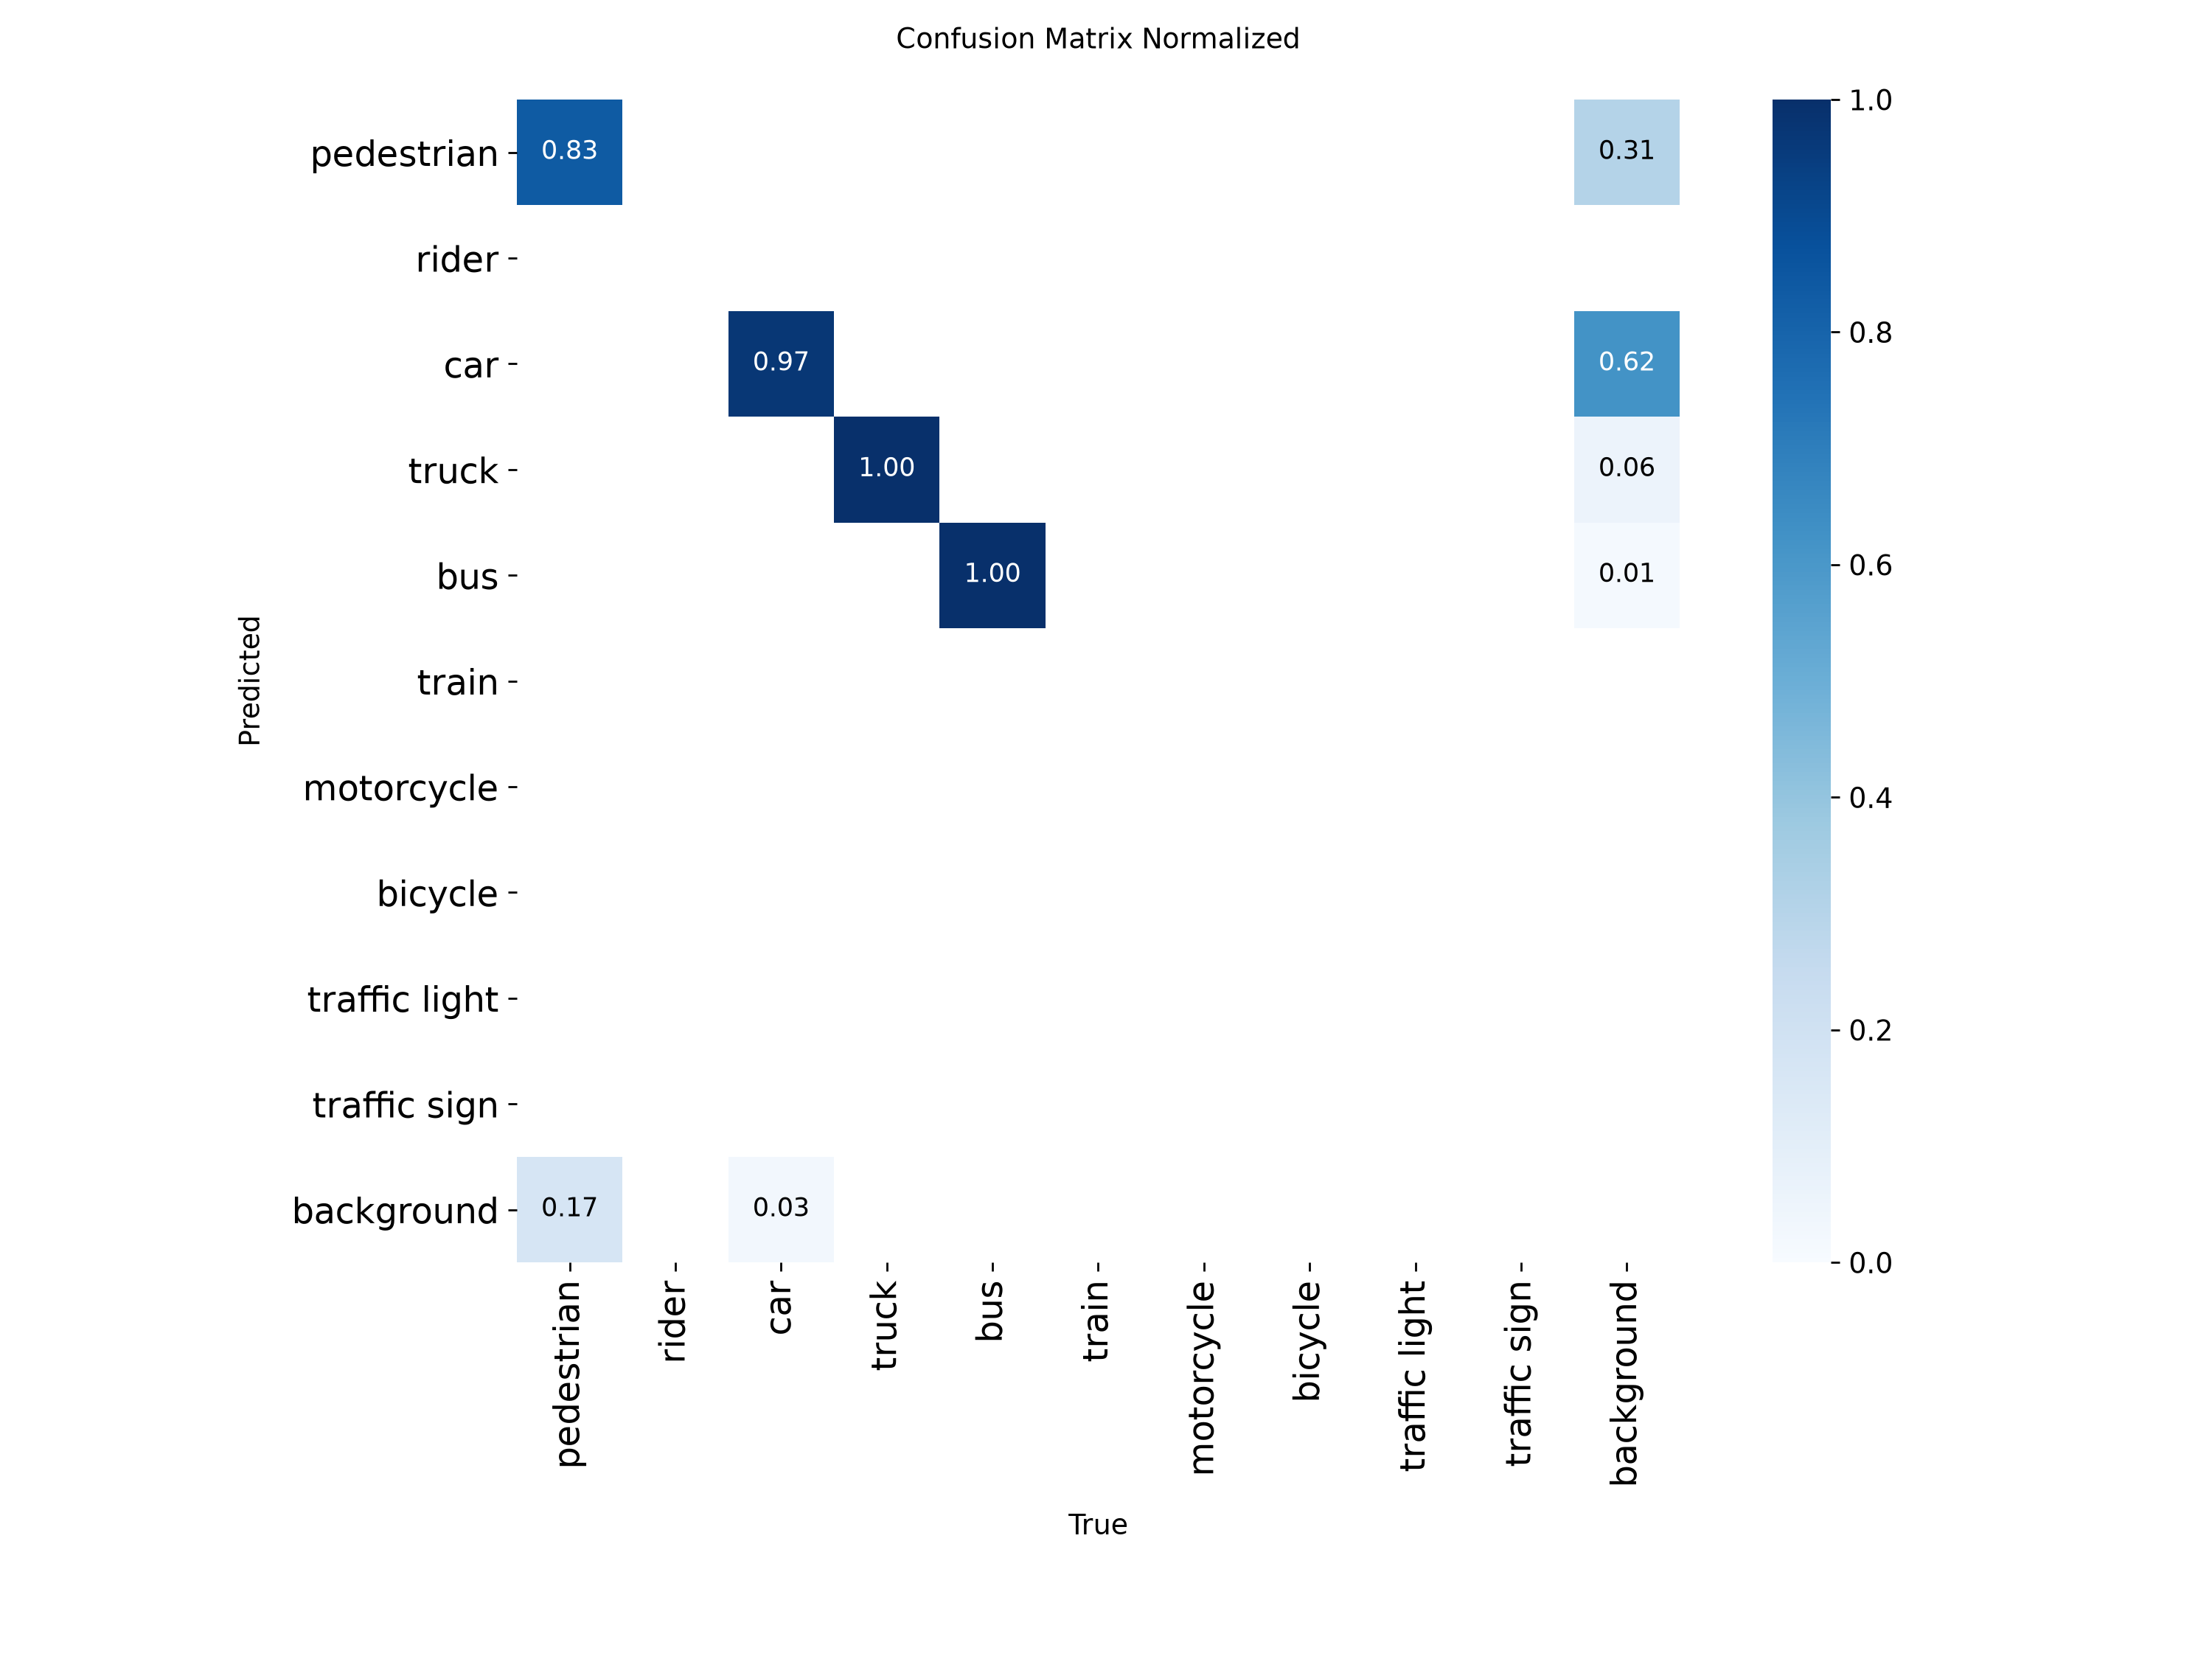 Confusion Matrix Normalized
pedestrian 0.83 0.31 1.0
rider
car 0.97 0.62 0.8
truck 1.00 0.06
bus 1.00 0.01 0.6
Predicted
train
motorcycle 0.4
bicycle
traffic light 0.2
traffic sign
background 0.17 0.03 0.0
pedestrian
rider
car
truck
bus
train
motorcycle
bicycle
traffic light
traffic sign
background
True